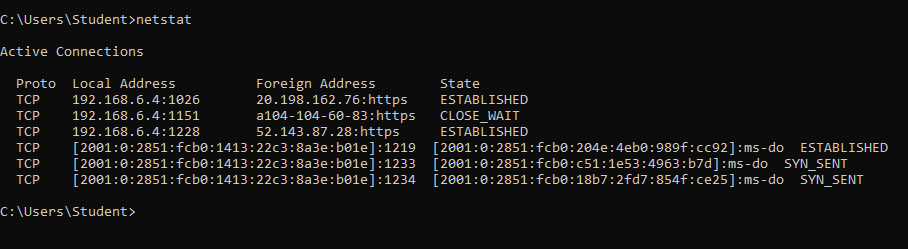 C:\Users\Student>netstat
Active Connections
Proto  Local Address          Foreign Address        State
TCP    192.168.6.4:1026       20.198.162.76:https    ESTABLISHED
TCP    192.168.6.4:1151       a104-104-60-83:https   CLOSE_WAIT
TCP    192.168.6.4:1228       52.143.87.28:https     ESTABLISHED
TCP    [2001:0:2851:fcb0:1413:22c3:8a3e:b01e]:1219  [2001:0:2851:fcb0:204e:4eb0:989f:cc92]:ms-do  ESTABLISHED
TCP    [2001:0:2851:fcb0:1413:22c3:8a3e:b01e]:1233  [2001:0:2851:fcb0:c51:1e53:4963:b7d]:ms-do  SYN_SENT
TCP    [2001:0:2851:fcb0:1413:22c3:8a3e:b01e]:1234  [2001:0:2851:fcb0:18b7:2fd7:854f:ce25]:ms-do  SYN_SENT
C:\Users\Student>